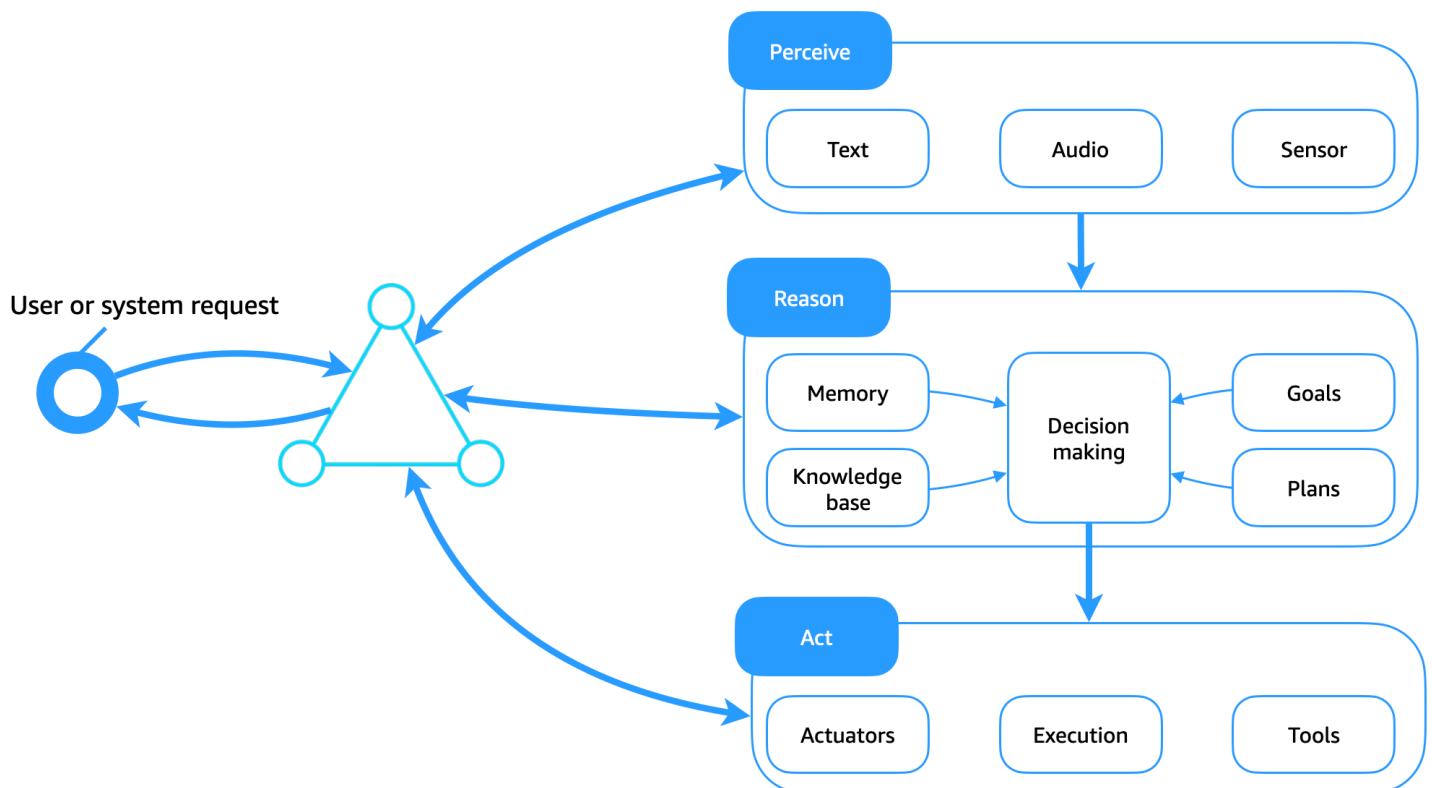 Perceive
Text
Audio
Sensor
User or system request
Reason
Memory
Knowledge
base
Decision
making
Goals
Plans
Act
Actuators
Execution
Tools